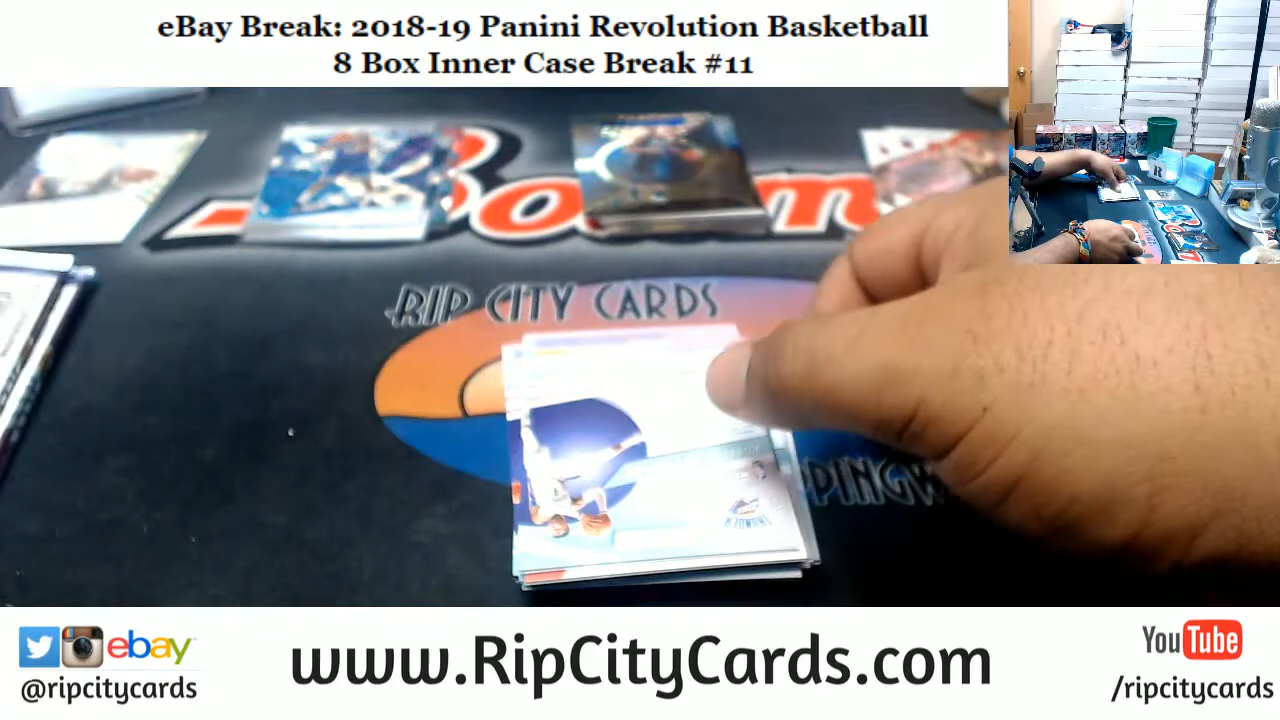 eBay Break: 2018-19 Panini Revolution Basketball
8 Box Inner Case Break #11
RIP CITY CARDS
ebay
@ripcitycards
www.RipCityCards.com
YouTube
/ripcitycards